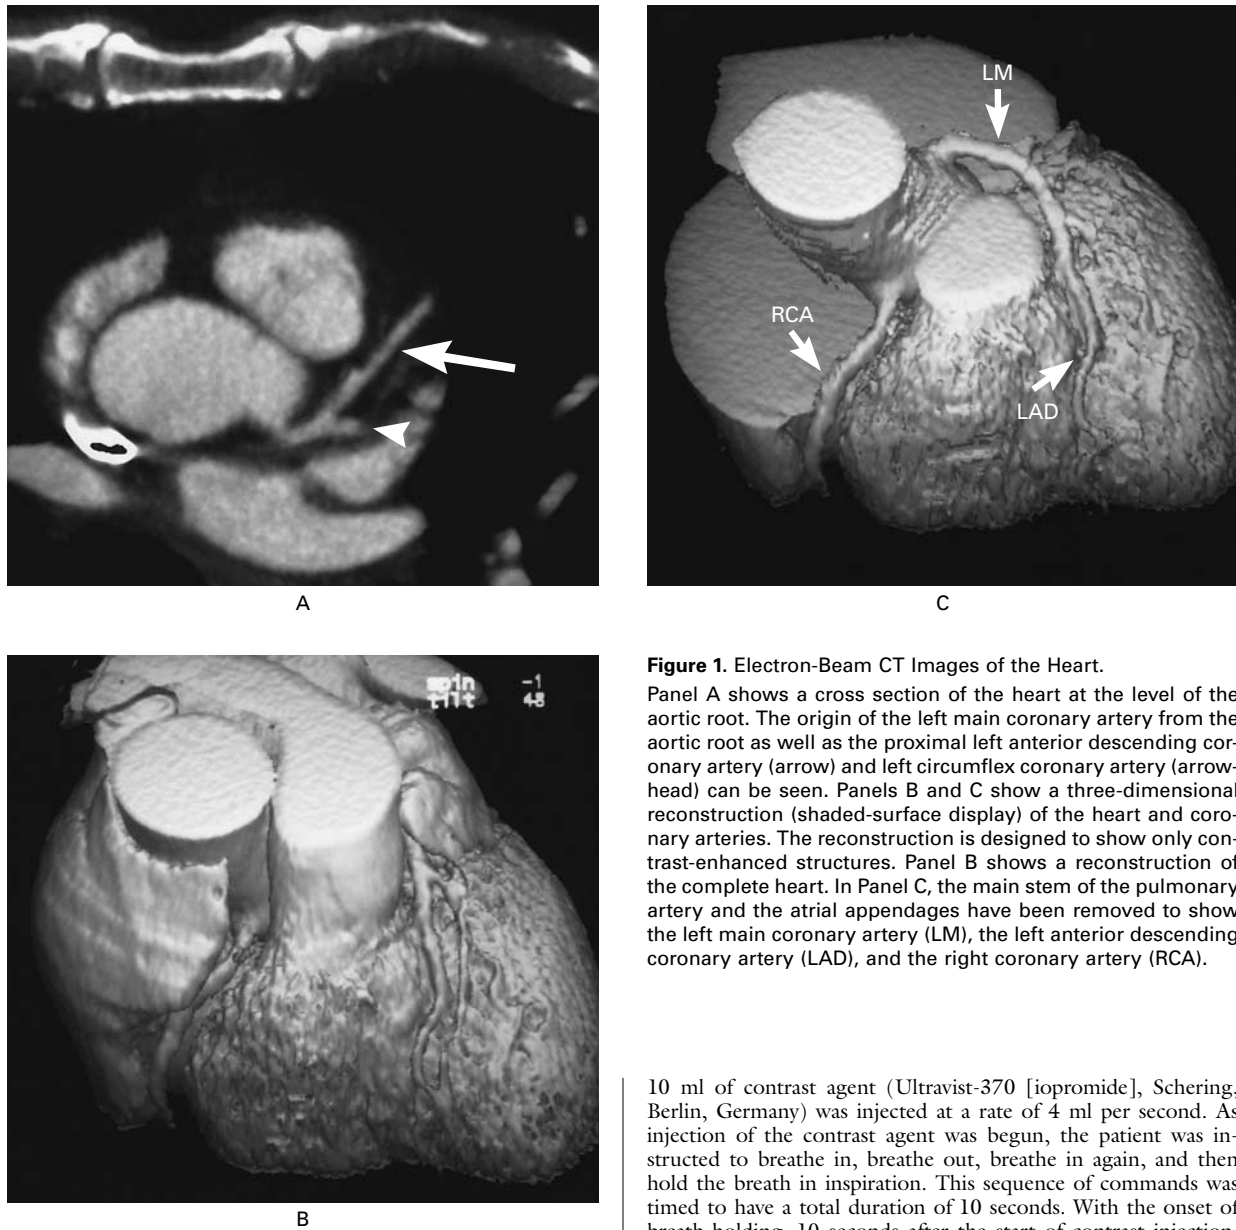 LM
RCA
LAD
A
C
spin -1
tilt 48
B
Figure 1. Electron-Beam CT Images of the Heart.
Panel A shows a cross section of the heart at the level of the
aortic root. The origin of the left main coronary artery from the
aortic root as well as the proximal left anterior descending cor-
onary artery (arrow) and left circumflex coronary artery (arrow-
head) can be seen. Panels B and C show a three-dimensional
reconstruction (shaded-surface display) of the heart and coro-
nary arteries. The reconstruction is designed to show only con-
trast-enhanced structures. Panel B shows a reconstruction of
the complete heart. In Panel C, the main stem of the pulmonary
artery and the atrial appendages have been removed to show
the left main coronary artery (LM), the left anterior descending
coronary artery (LAD), and the right coronary artery (RCA).
10 ml of contrast agent (Ultravist-370 [iopromide], Schering,
Berlin, Germany) was injected at a rate of 4 ml per second. As
injection of the contrast agent was begun, the patient was in-
structed to breathe in, breathe out, breathe in again, and then
hold the breath in inspiration. This sequence of commands was
timed to have a total duration of 10 seconds. With the onset of
breath-holding, 10 seconds after the start of contrast injection,